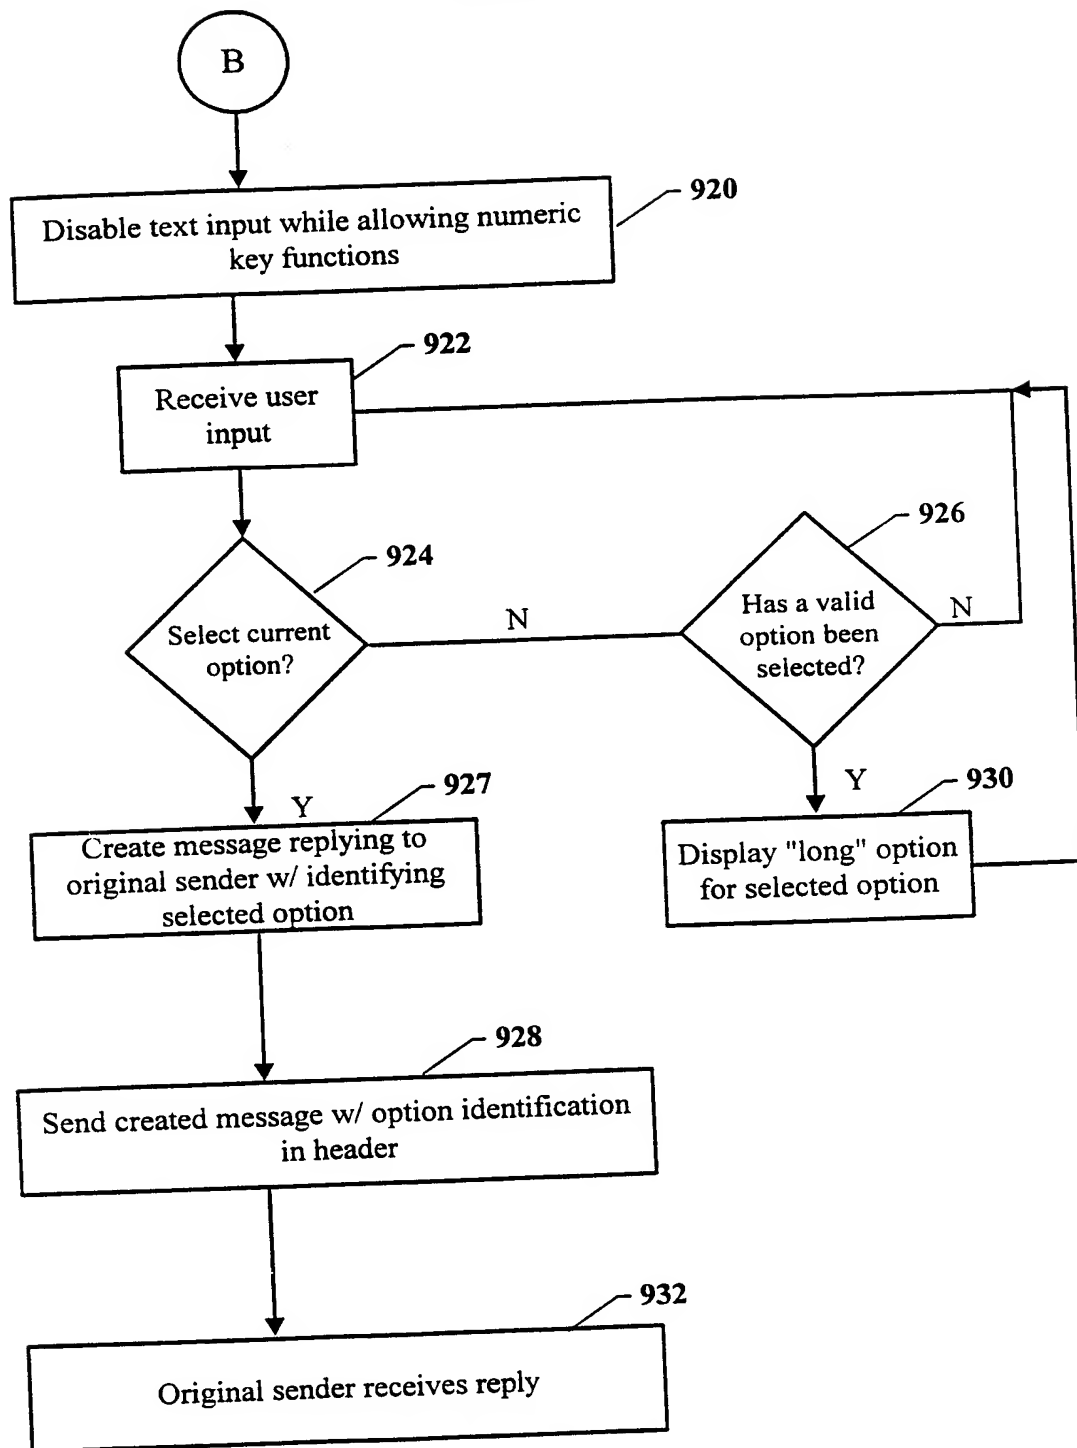 B
920
Disable text input while allowing numeric
key functions
922
Receive user
input
924
Select current
option?
N
926
Has a valid
option been
selected?
N
Y
927
Create message replying to
original sender w/ identifying
selected option
Y
930
Display "long" option
for selected option
928
Send created message w/ option identification
in header
932
Original sender receives reply